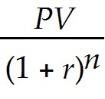 PV
(1 + r)ⁿ